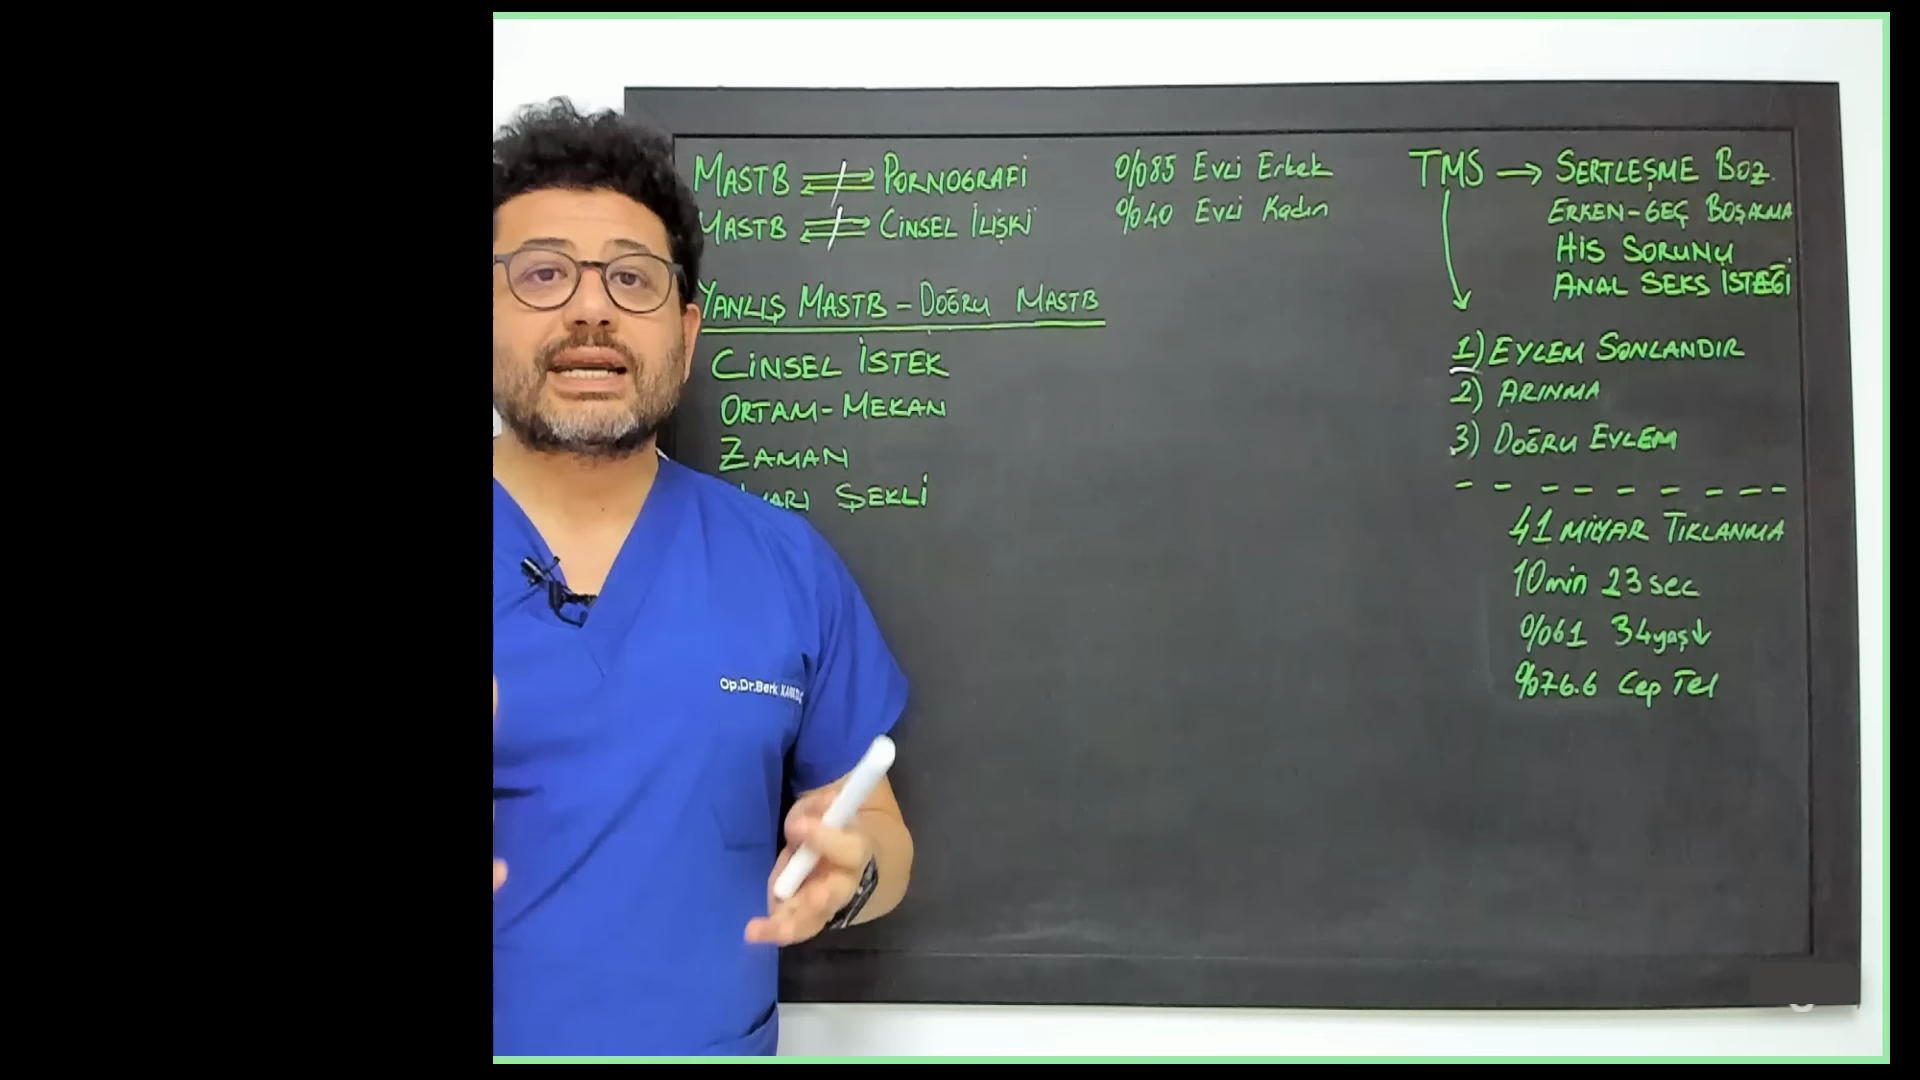 MASTB ⇌ PORNOGRAFİ
MASTB ⇌ CİNSEL İLİŞKİ
%85 Evli Erkek
%40 Evli Kadın
YANLIŞ MASTB - DOĞRU MASTB
CİNSEL İSTEK
ORTAM - MEKAN
ZAMAN
ŞEKLİ
TMS → SERTLEŞME BOZ.
ERKEN - GEÇ BOŞALMA
HİS SORUNU
ANAL SEKS İSTEĞİ
1) EYLEM SONLANDIR
2) ARINMA
3) DOĞRU EYLEM
41 MİLYAR TIKLANMA
10 min 23 sec
%61 34 yaş ↓
%76.6 Cep Tel
Op.Dr.Berk